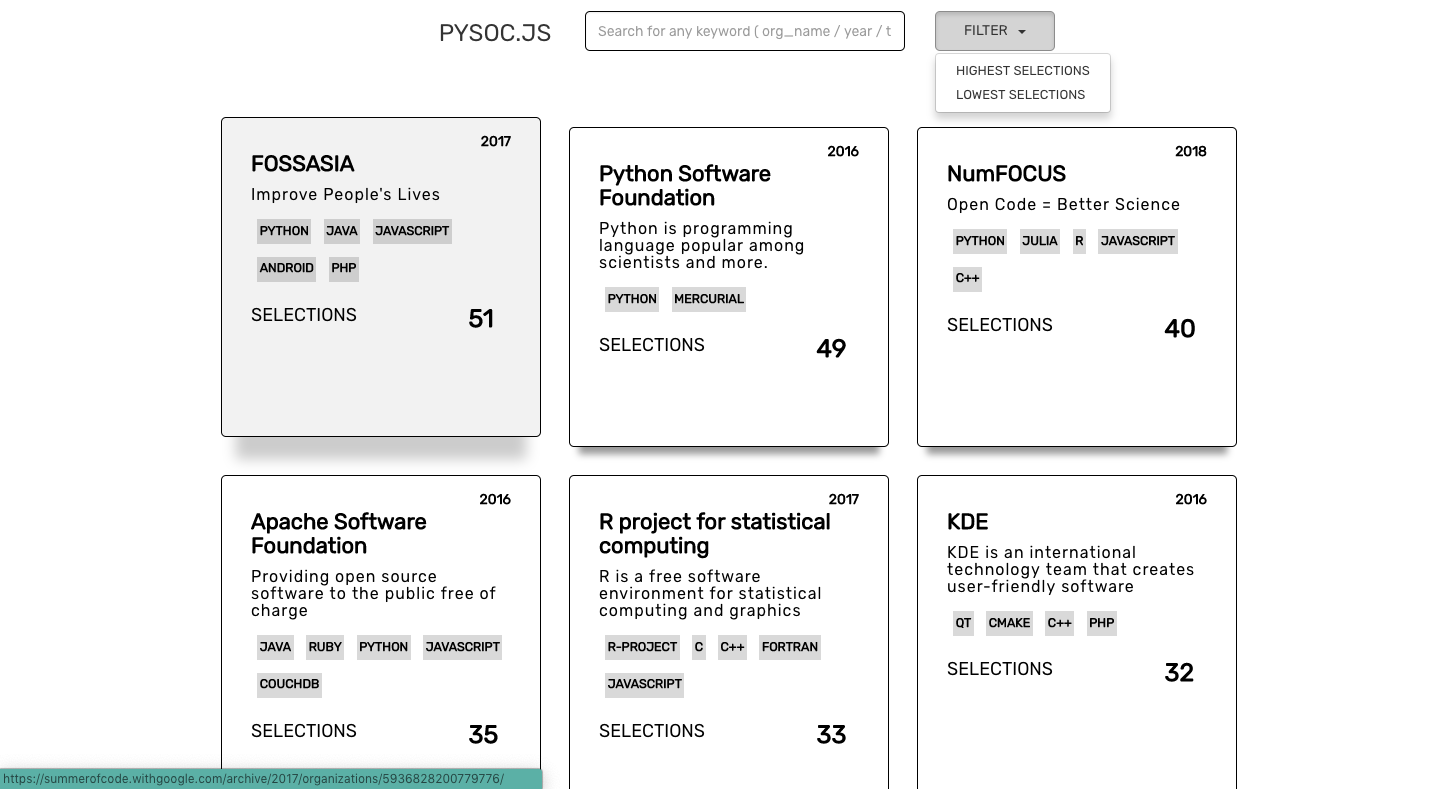 PYSOC.JS
Search for any keyword ( org_name / year / t
FILTER
HIGHEST SELECTIONS
LOWEST SELECTIONS
2017
FOSSASIA
Improve People's Lives
PYTHON JAVA JAVASCRIPT
ANDROID PHP
SELECTIONS 51
2016
Python Software
Foundation
Python is programming
language popular among
scientists and more.
PYTHON MERCURIAL
SELECTIONS 49
2018
NumFOCUS
Open Code = Better Science
PYTHON JULIA R JAVASCRIPT
C++
SELECTIONS 40
2016
Apache Software
Foundation
Providing open source
software to the public free of
charge
JAVA RUBY PYTHON JAVASCRIPT
COUCHDB
SELECTIONS 35
2017
R project for statistical
computing
R is a free software
environment for statistical
computing and graphics
R-PROJECT C C++ FORTRAN
JAVASCRIPT
SELECTIONS 33
2016
KDE
KDE is an international
technology team that creates
user-friendly software
QT CMAKE C++ PHP
SELECTIONS 32
https://summerofcode.withgoogle.com/archive/2017/organizations/5936828200779776/